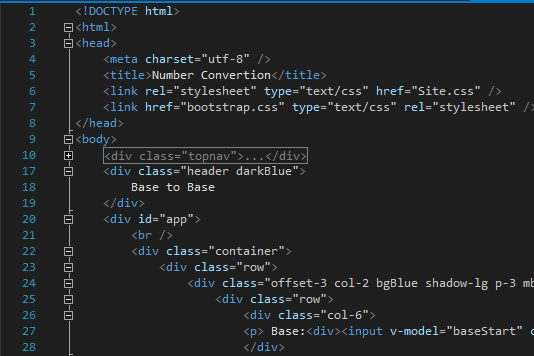 1 <!DOCTYPE html>
2 <html>
3 <head>
4 <meta charset="utf-8" />
5 <title>Number Convertion</title>
6 <link rel="stylesheet" type="text/css" href="Site.css" />
7 <link href="bootstrap.css" type="text/css" rel="stylesheet" />
8 </head>
9 <body>
10 <div class="topnav">...</div>
17 <div class="header darkBlue">
18 Base to Base
19 </div>
20 <div id="app">
21 <br />
22 <div class="container">
23 <div class="row">
24 <div class="offset-3 col-2 bgBlue shadow-lg p-3 mb
25 <div class="row">
26 <div class="col-6">
27 <p> Base:<div><input v-model="baseStart"
28 </div>